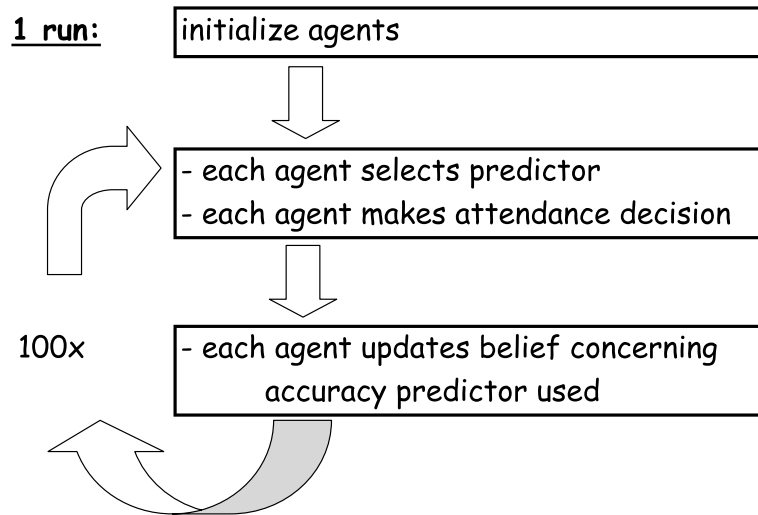 1 run:
initialize agents
- each agent selects predictor
- each agent makes attendance decision
100x
- each agent updates belief concerning
accuracy predictor used